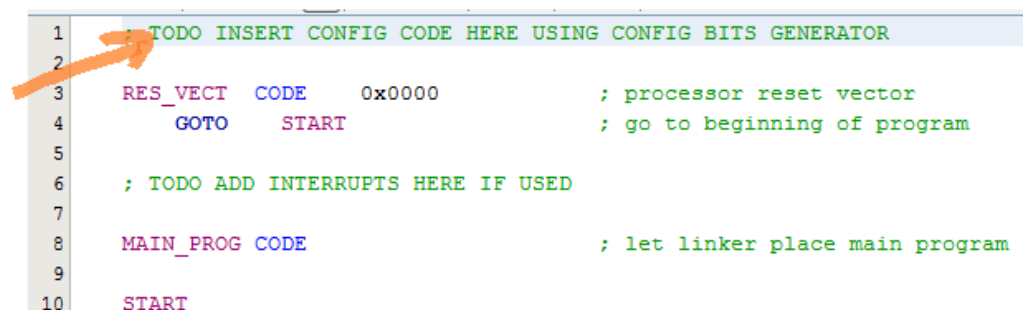 1 ; TODO INSERT CONFIG CODE HERE USING CONFIG BITS GENERATOR
2
3 RES_VECT CODE 0x0000 ; processor reset vector
4 GOTO START ; go to beginning of program
5
6 ; TODO ADD INTERRUPTS HERE IF USED
7
8 MAIN_PROG CODE ; let linker place main program
9
10 START